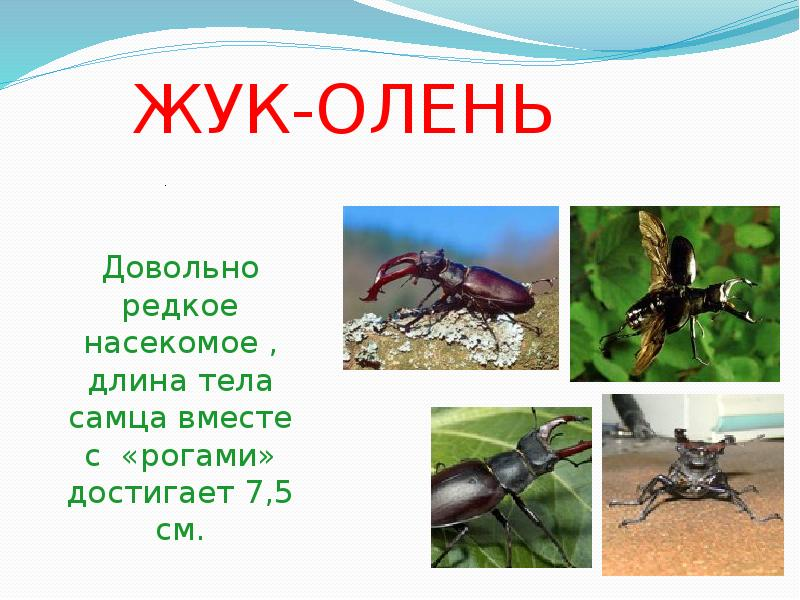 ЖУК-ОЛЕНЬ
.
Довольно
редкое
насекомое ,
длина тела
самца вместе
с «рогами»
достигает 7,5
см.